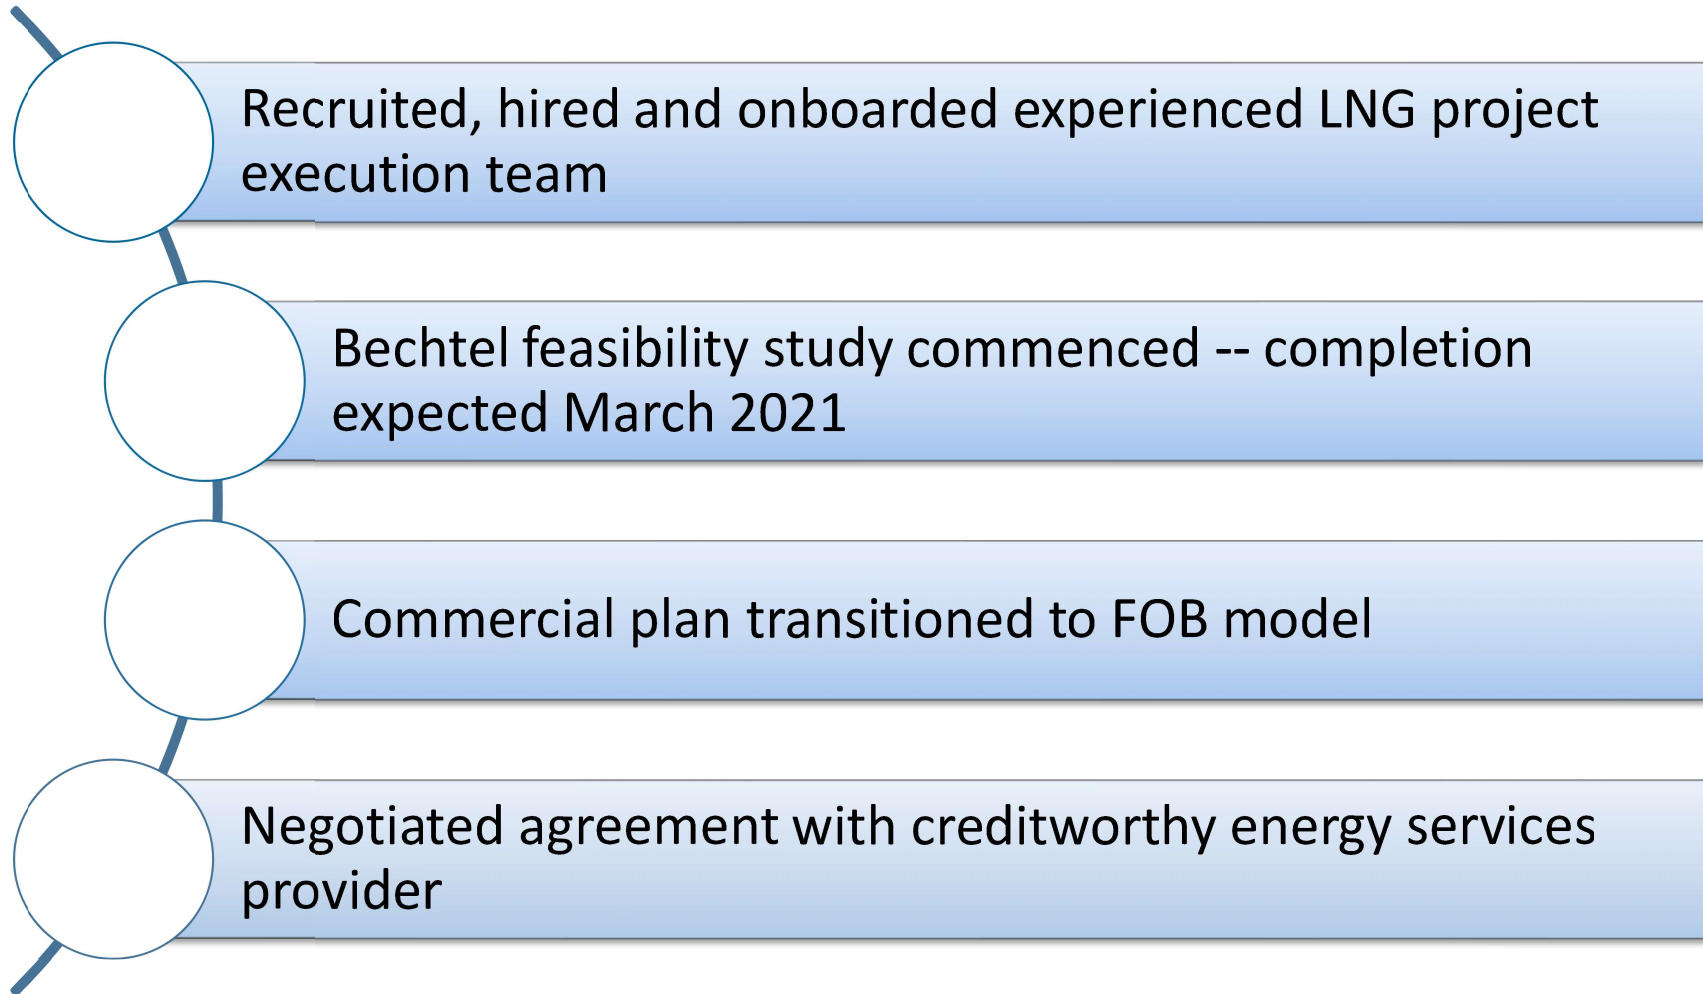 Recruited, hired and onboarded experienced LNG project
execution team
Bechtel feasibility study commenced -- completion
expected March 2021
Commercial plan transitioned to FOB model
Negotiated agreement with creditworthy energy services
provider